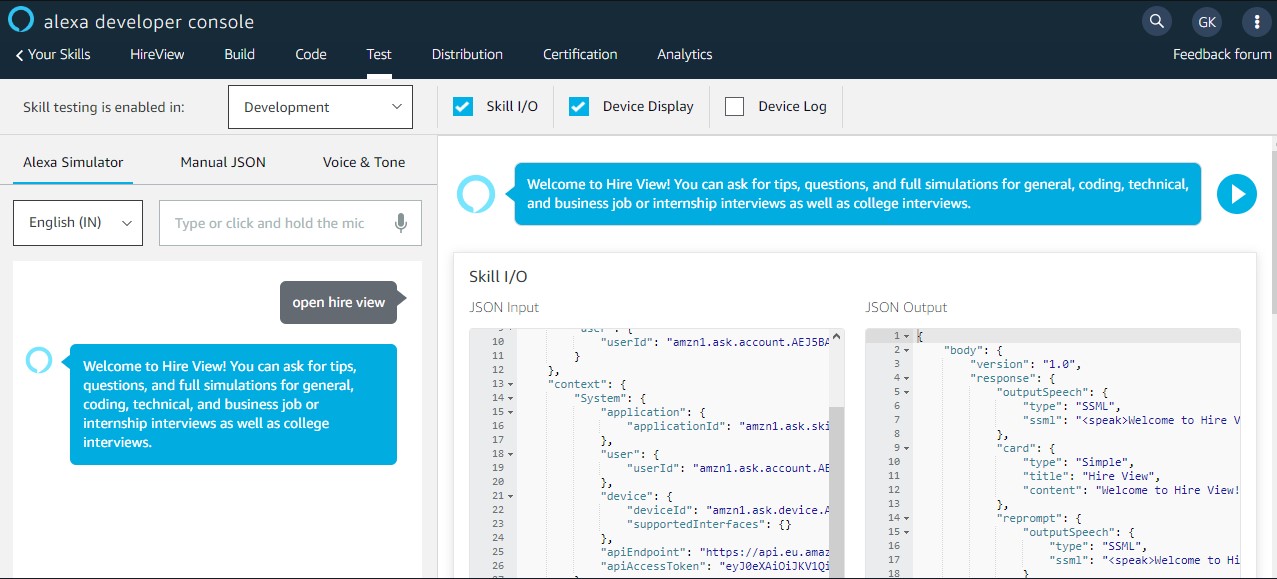 alexa developer console
GK
Your Skills HireView Build Code Test Distribution Certification Analytics Feedback forum
Skill testing is enabled in: Development Skill I/O Device Display Device Log
Alexa Simulator Manual JSON Voice & Tone
English (IN) Type or click and hold the mic
open hire view
Welcome to Hire View! You can ask for tips,
questions, and full simulations for general,
coding, technical, and business job or
internship interviews as well as college
interviews.
Welcome to Hire View! You can ask for tips, questions, and full simulations for general, coding, technical,
and business job or internship interviews as well as college interviews.
Skill I/O
JSON Input
9 "user": {
10 "userId": "amzn1.ask.account.AEJ5BA
11 }
12 },
13 "context": {
14 "System": {
15 "application": {
16 "applicationId": "amzn1.ask.ski
17 },
18 "user": {
19 "userId": "amzn1.ask.account.AE
20 },
21 "device": {
22 "deviceId": "amzn1.ask.device.A
23 "supportedInterfaces": {}
24 },
25 "apiEndpoint": "https://api.eu.amaz
26 "apiAccessToken": "eyJ0eXAiOiJKV1Qi
JSON Output
1 {
2 "body": {
3 "version": "1.0",
4 "response": {
5 "outputSpeech": {
6 "type": "SSML",
7 "ssml": "<speak>Welcome to Hire V
8 },
9 "card": {
10 "type": "Simple",
11 "title": "Hire View",
12 "content": "Welcome to Hire View!
13 },
14 "reprompt": {
15 "outputSpeech": {
16 "type": "SSML",
17 "ssml": "<speak>Welcome to Hi
18 }